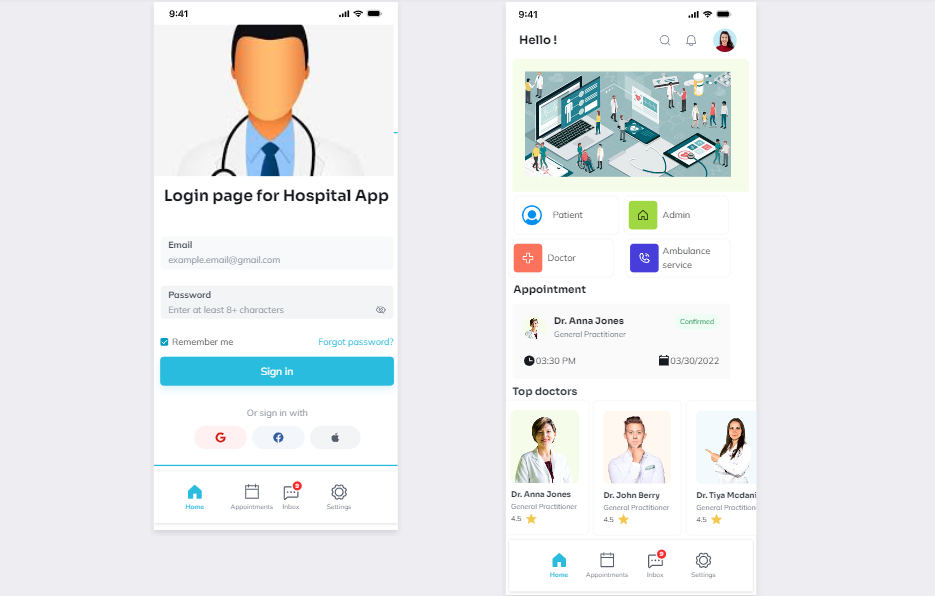 9:41
Login page for Hospital App
Email
example.email@gmail.com
Password
Enter at least 8+ characters
Remember me
Forgot password?
Sign in
Or sign in with
G
Home
Appointments
9
Inbox
Settings
9:41
Hello !
Patient
Admin
Doctor
Ambulance
service
Appointment
Dr. Anna Jones
General Practitioner
Confirmed
03:30 PM
03/30/2022
Top doctors
Dr. Anna Jones
General Practitioner
4.5
Dr. John Berry
General Practitioner
4.5
Dr. Tiya Mcdani
General Practition
4.5
Home
Appointments
9
Inbox
Settings